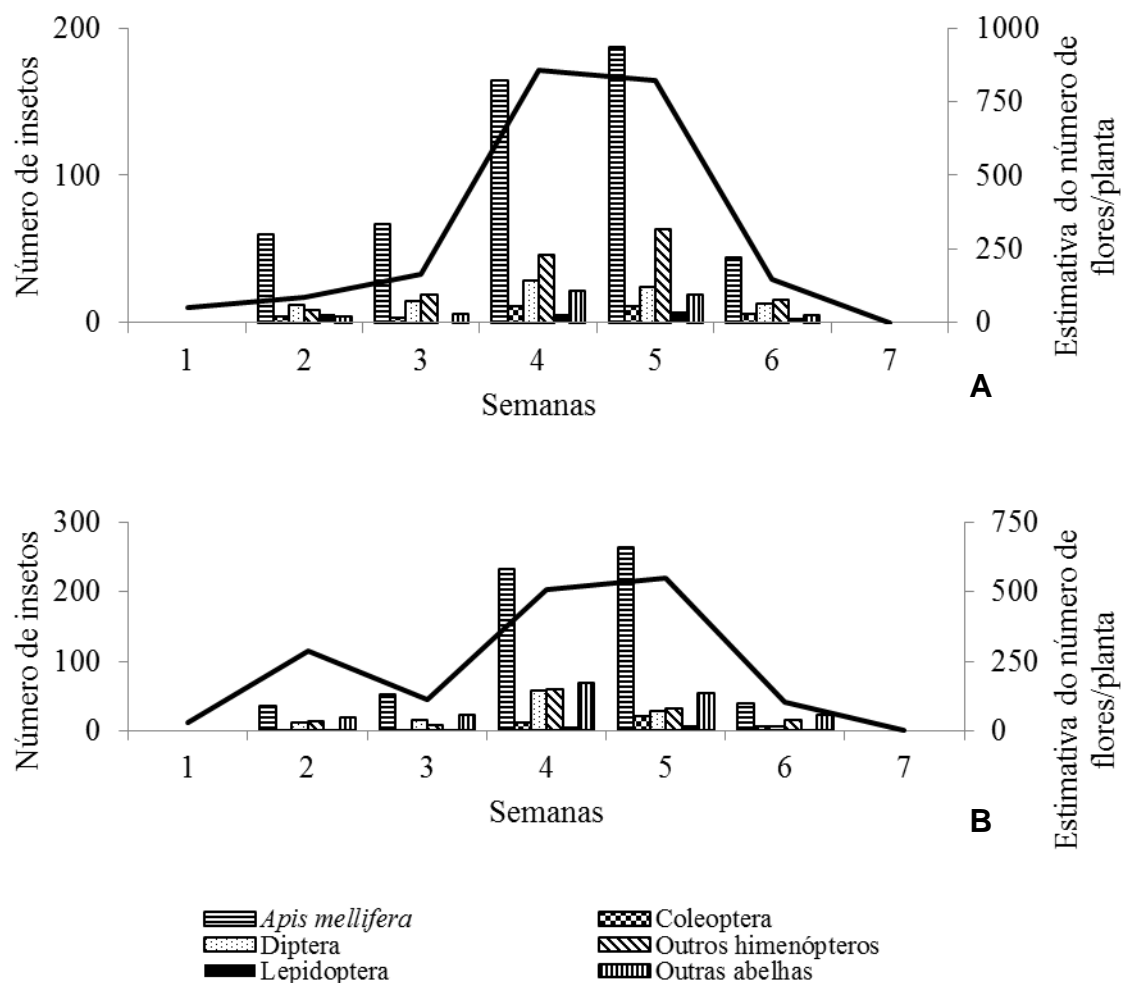 Número de insetos
200
100
0
1000
750
500
250
0
Estimativa do número de
flores/planta
1 2 3 4 5 6 7
Semanas
A
Número de insetos
300
200
100
0
750
500
250
0
Estimativa do número de
flores/planta
1 2 3 4 5 6 7
Semanas
B
Apis mellifera
Coleoptera
Diptera
Outros himenópteros
Lepidoptera
Outras abelhas